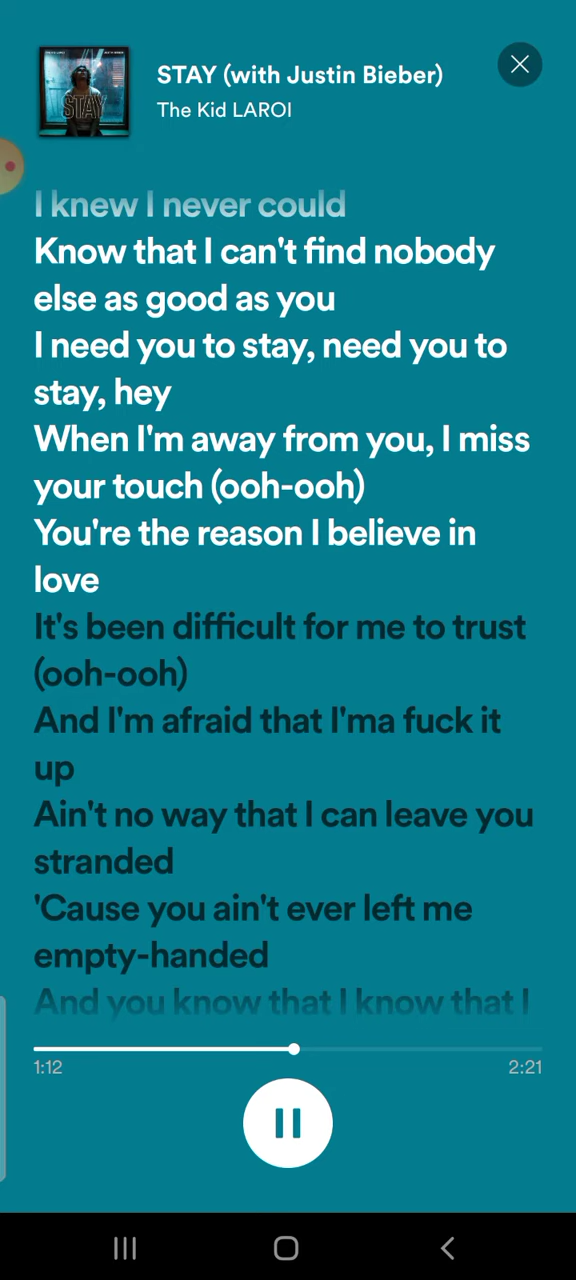 STAY (with Justin Bieber)
The Kid LAROI
STAY
I knew I never could
Know that I can't find nobody
else as good as you
I need you to stay, need you to
stay, hey
When I'm away from you, I miss
your touch (ooh-ooh)
You're the reason I believe in
love
It's been difficult for me to trust
(ooh-ooh)
And I'm afraid that I'ma fuck it
up
Ain't no way that I can leave you
stranded
'Cause you ain't ever left me
empty-handed
And you know that I know that I
1:12
2:21